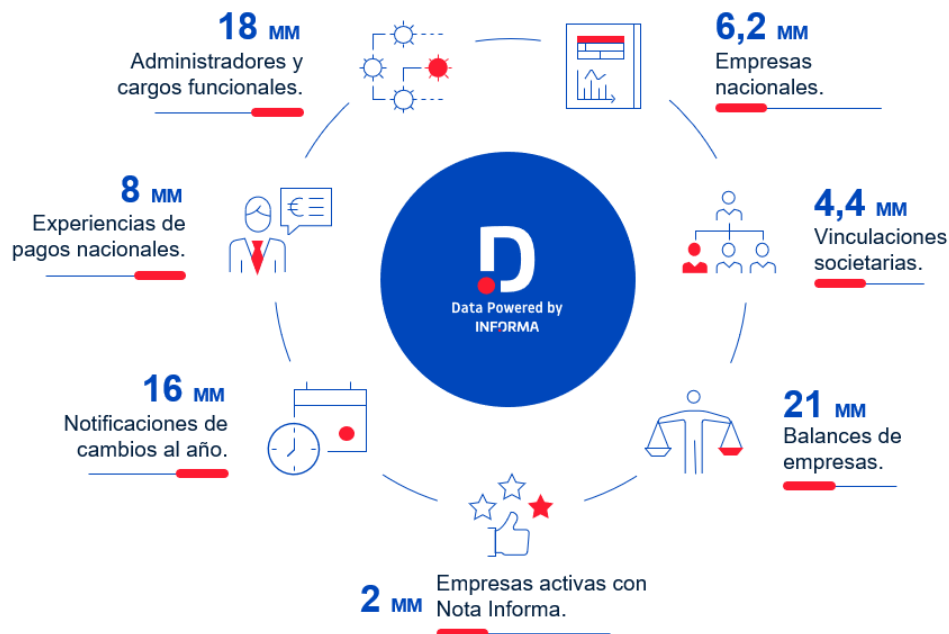 18 MM
Administradores y
cargos funcionales.
6,2 MM
Empresas
nacionales.
8 MM
Experiencias de
pagos nacionales.
€
4,4 MM
Vinculaciones
societarias.
D
Data Powered by
INFORMA
16 MM
Notificaciones de
cambios al año.
21 MM
Balances de
empresas.
2 MM
Empresas activas con
Nota Informa.